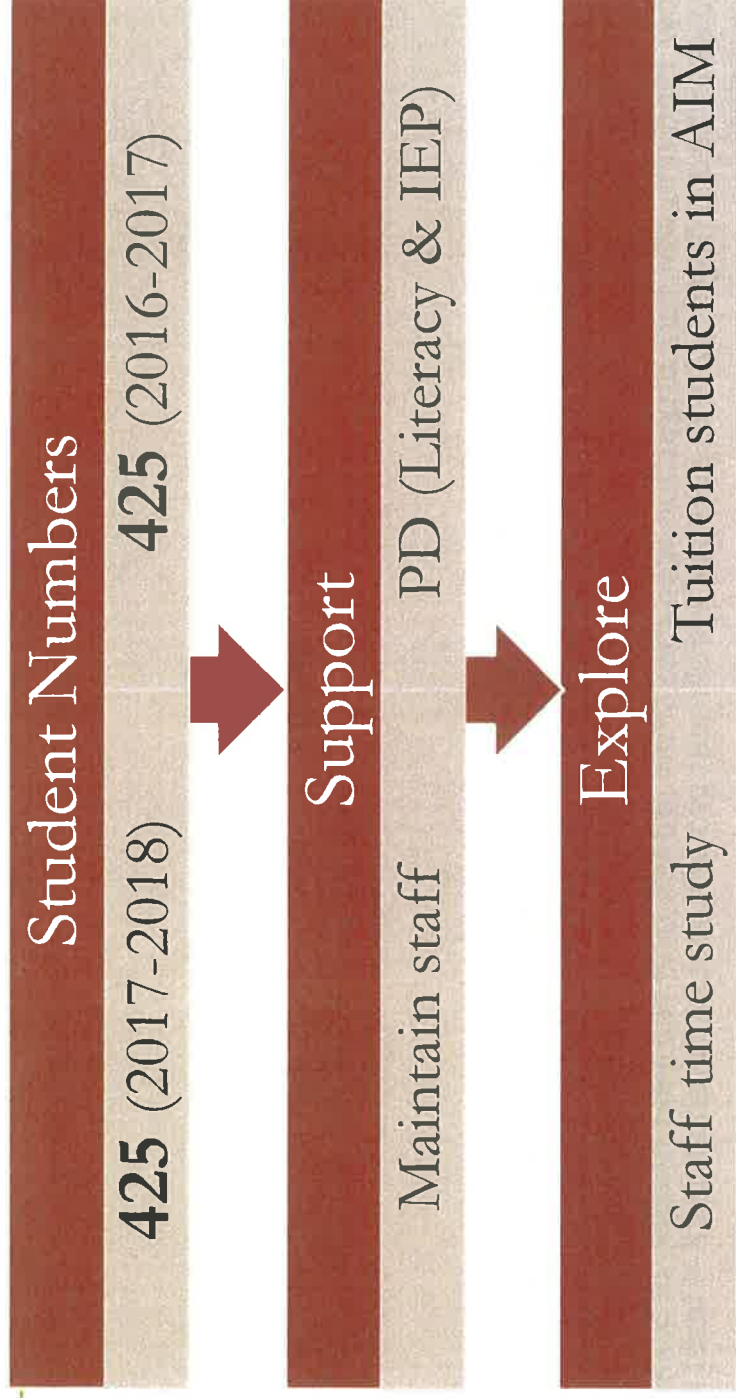 Student Numbers
425 (2017-2018) 425 (2016-2017)
Support
Maintain staff PD (Literacy & IEP)
Explore
Staff time study Tuition students in AIM